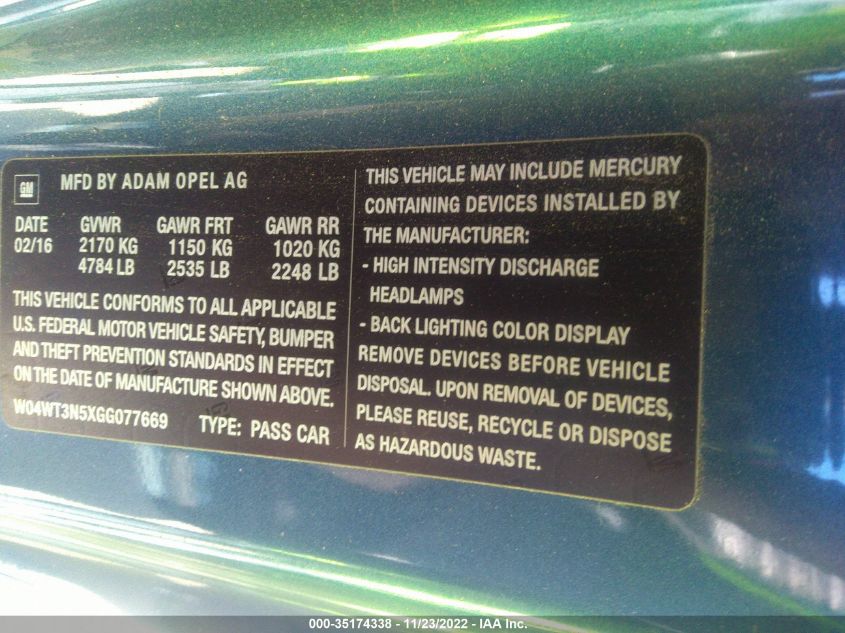 GM
MFD BY ADAM OPEL AG
DATE GVWR GAWR FRT GAWR RR
02/16 2170 KG 1150 KG 1020 KG
4784 LB 2535 LB 2248 LB
THIS VEHICLE CONFORMS TO ALL APPLICABLE
U.S. FEDERAL MOTOR VEHICLE SAFETY, BUMPER
AND THEFT PREVENTION STANDARDS IN EFFECT
ON THE DATE OF MANUFACTURE SHOWN ABOVE.
W04WT3N5XGG077669 TYPE: PASS CAR
THIS VEHICLE MAY INCLUDE MERCURY
CONTAINING DEVICES INSTALLED BY
THE MANUFACTURER:
- HIGH INTENSITY DISCHARGE
HEADLAMPS
- BACK LIGHTING COLOR DISPLAY
REMOVE DEVICES BEFORE VEHICLE
DISPOSAL. UPON REMOVAL OF DEVICES,
PLEASE REUSE, RECYCLE OR DISPOSE
AS HAZARDOUS WASTE.
000-35174338 - 11/23/2022 - IAA Inc.